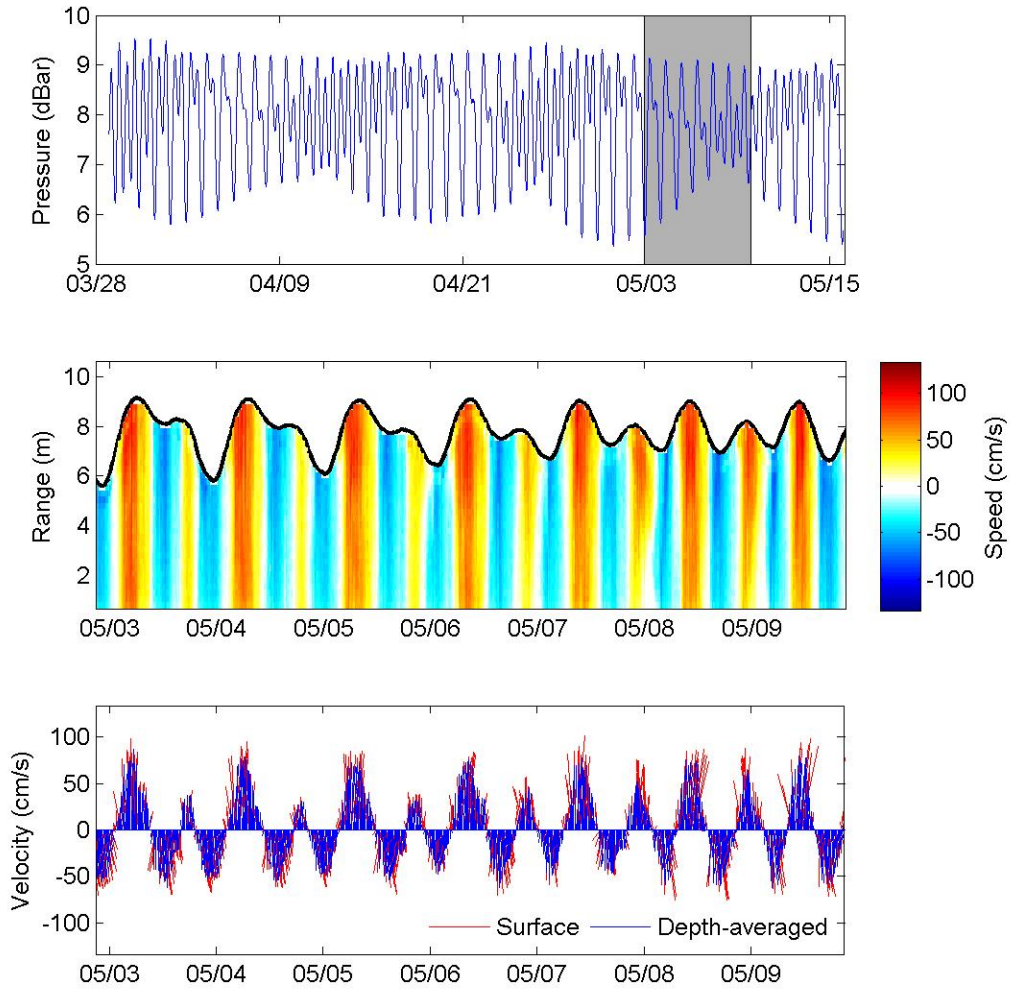 10
9
8
7
6
5
Pressure (dBar)
03/28 04/09 04/21 05/03 05/15
10
8
6
4
2
Range (m)
05/03 05/04 05/05 05/06 05/07 05/08 05/09
100
50
0
-50
-100
Speed (cm/s)
100
50
0
-50
-100
Velocity (cm/s)
Surface Depth-averaged
05/03 05/04 05/05 05/06 05/07 05/08 05/09